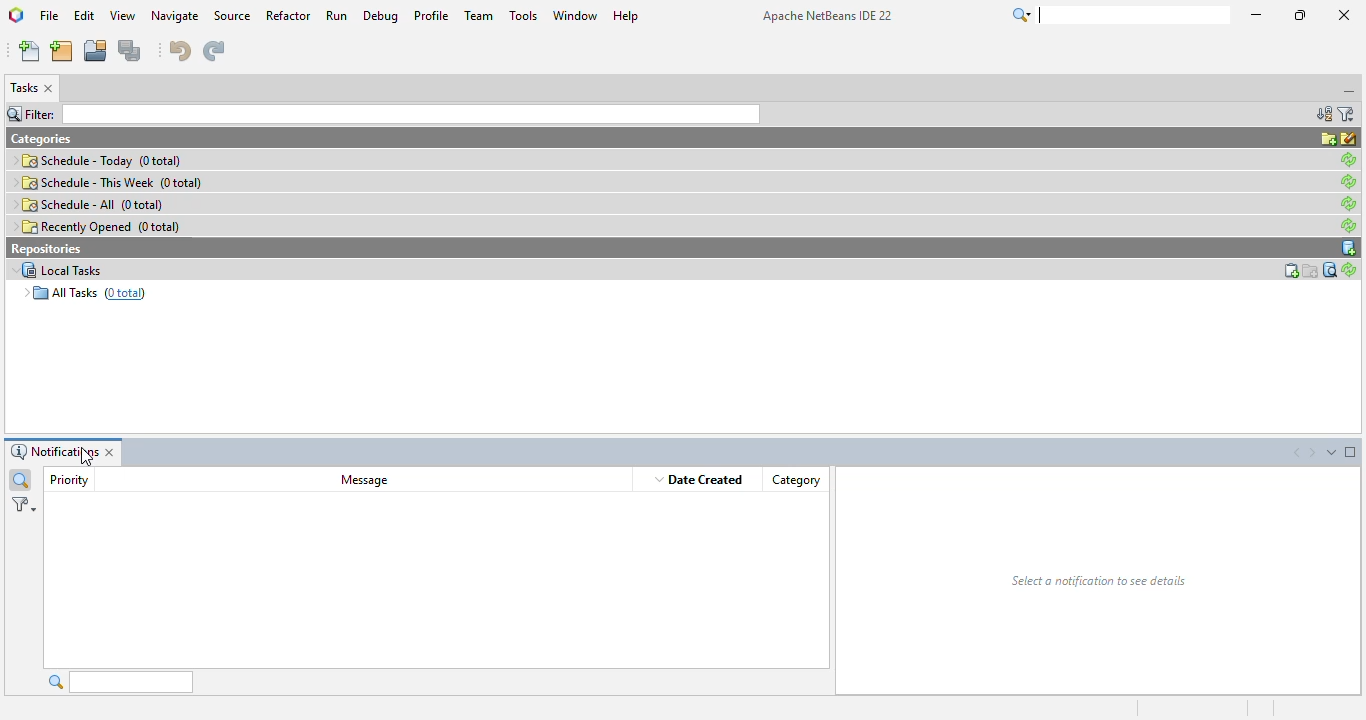 File Edit View Navigate Source Refactor Run Debug Profile Team Tools Window Help Apache NetBeans IDE 22
Tasks
Filter:
Categories
Schedule - Today (0 total)
Schedule - This Week (0 total)
Schedule - All (0 total)
Recently Opened (0 total)
Repositories
Local Tasks
All Tasks (0 total)
Notifications
Priority Message Date Created Category
Select a notification to see details